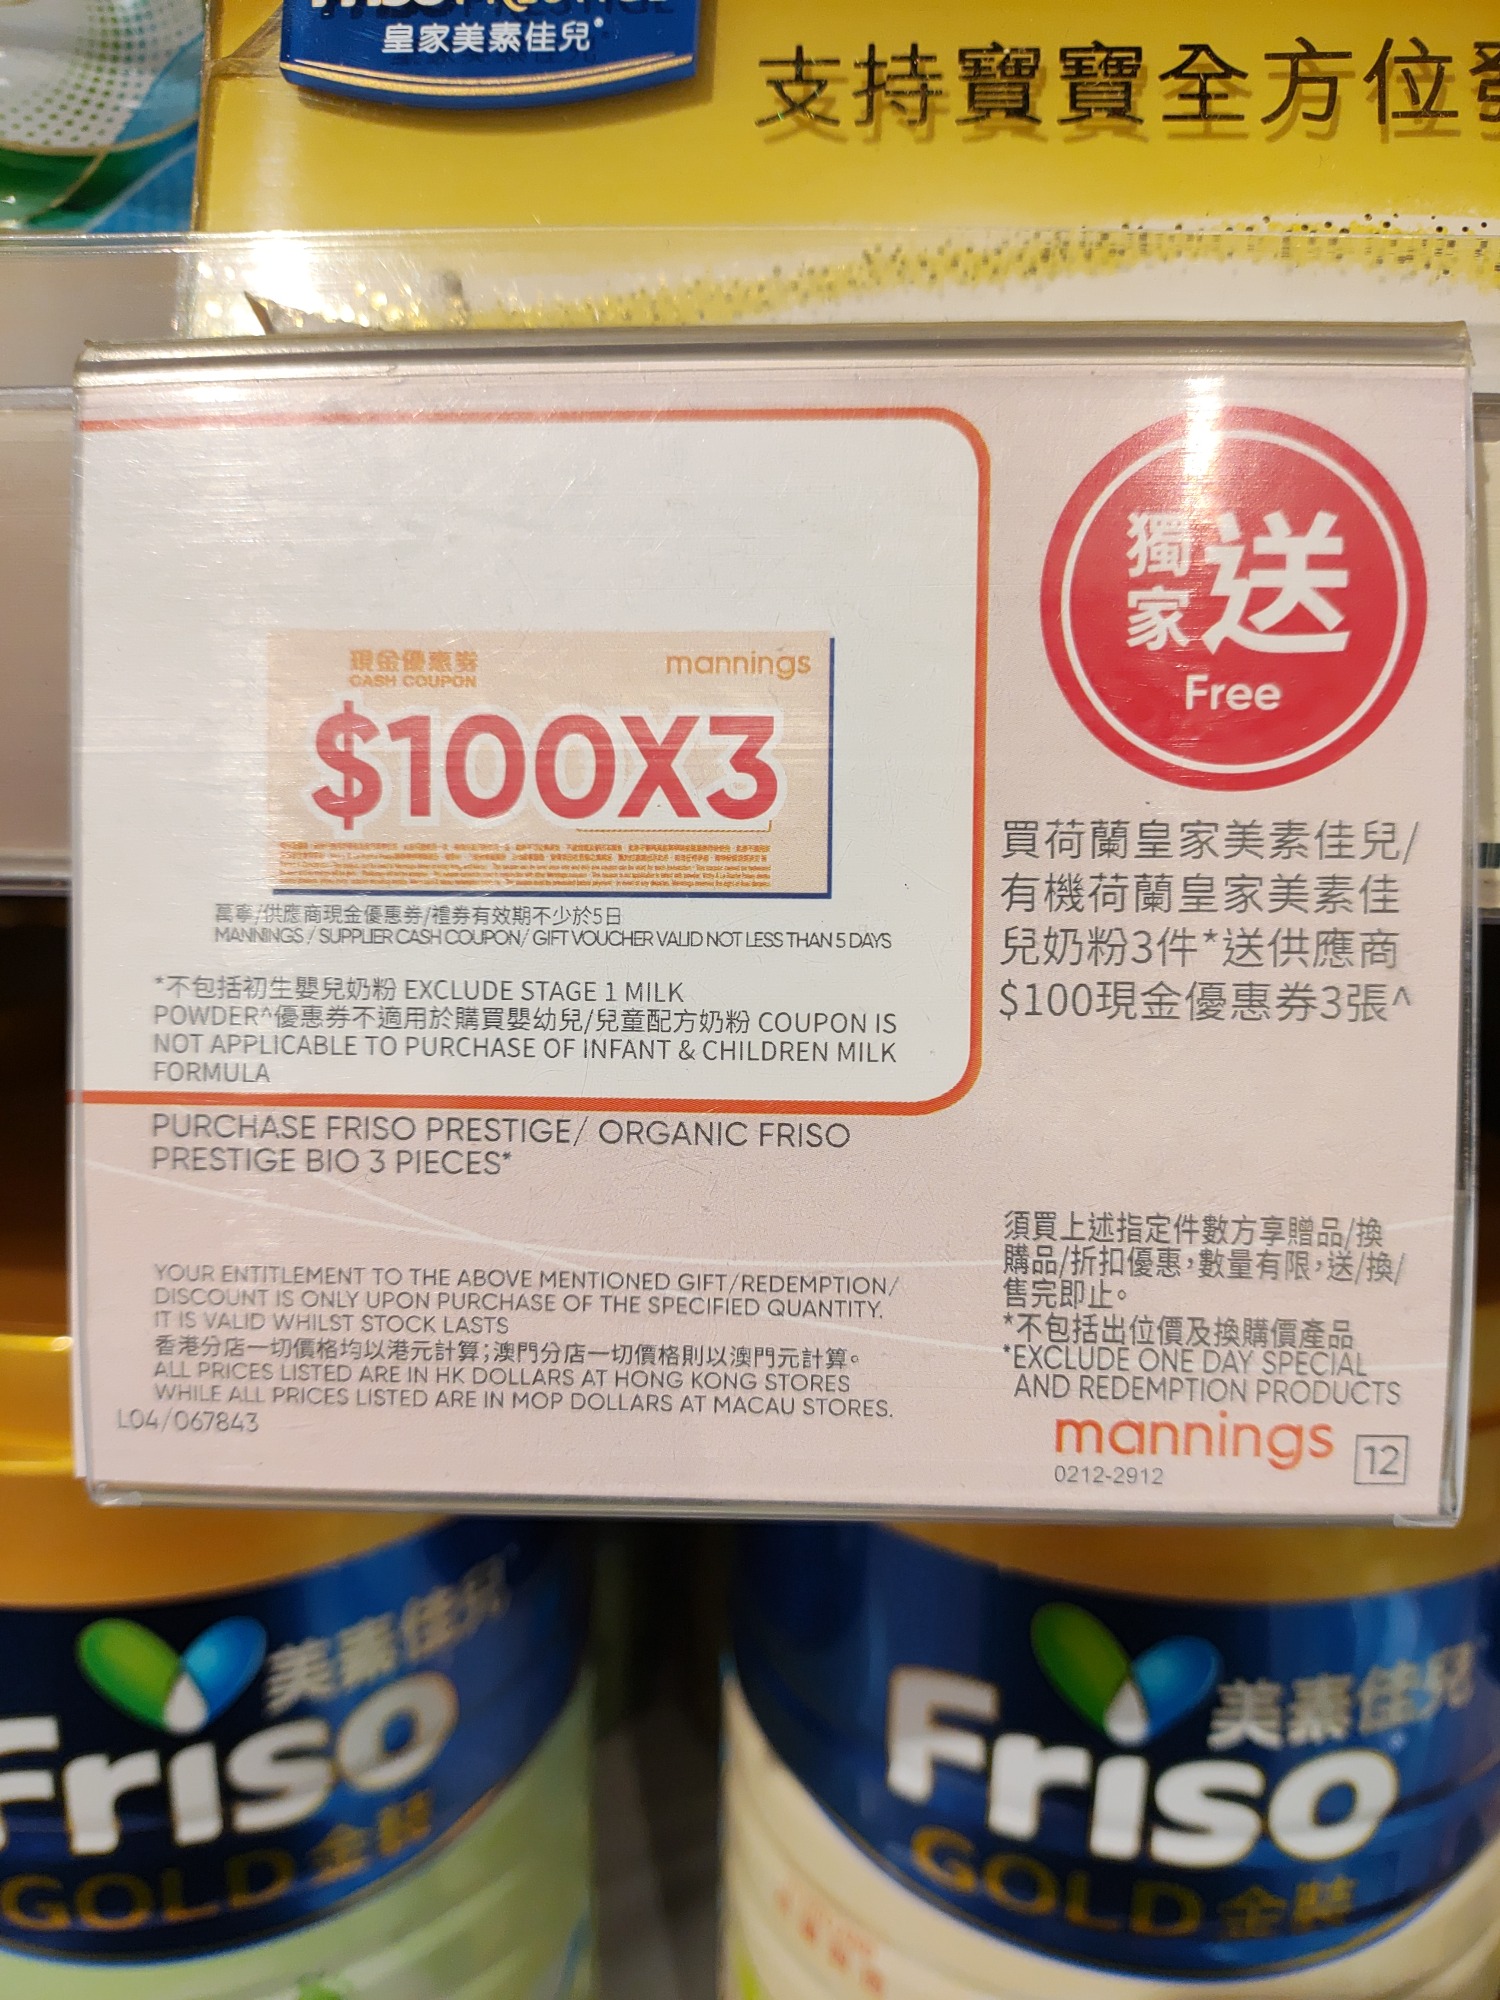 皇家美素佳兒
支持寶寶全方位
獨家送
Free
現金優惠券
CASH COUPON
mannings
$100X3
萬寧/供應商現金優惠券/禮券有效期不少於5日
MANNINGS / SUPPLIER CASH COUPON/ GIFT VOUCHER VALID NOT LESS THAN 5 DAYS
*不包括初生嬰兒奶粉 EXCLUDE STAGE 1 MILK
POWDER^優惠券不適用於購買嬰幼兒/兒童配方奶粉 COUPON IS
NOT APPLICABLE TO PURCHASE OF INFANT & CHILDREN MILK
FORMULA
買荷蘭皇家美素佳兒/
有機荷蘭皇家美素佳
兒奶粉3件*送供應商
$100現金優惠券3張^
PURCHASE FRISO PRESTIGE/ ORGANIC FRISO
PRESTIGE BIO 3 PIECES*
YOUR ENTITLEMENT TO THE ABOVE MENTIONED GIFT/REDEMPTION/
DISCOUNT IS ONLY UPON PURCHASE OF THE SPECIFIED QUANTITY.
IT IS VALID WHILST STOCK LASTS
香港分店一切價格均以港元計算;澳門分店一切價格則以澳門元計算。
ALL PRICES LISTED ARE IN HK DOLLARS AT HONG KONG STORES
WHILE ALL PRICES LISTED ARE IN MOP DOLLARS AT MACAU STORES.
L04/067843
須買上述指定件數方享贈品/換
購品/折扣優惠,數量有限,送/換/
售完即止。
*不包括出位價及換購價產品
*EXCLUDE ONE DAY SPECIAL
AND REDEMPTION PRODUCTS
mannings
12
0212-2912
美素佳兒
Friso
GOLD 金裝
美素佳兒
Friso
GOLD 金裝